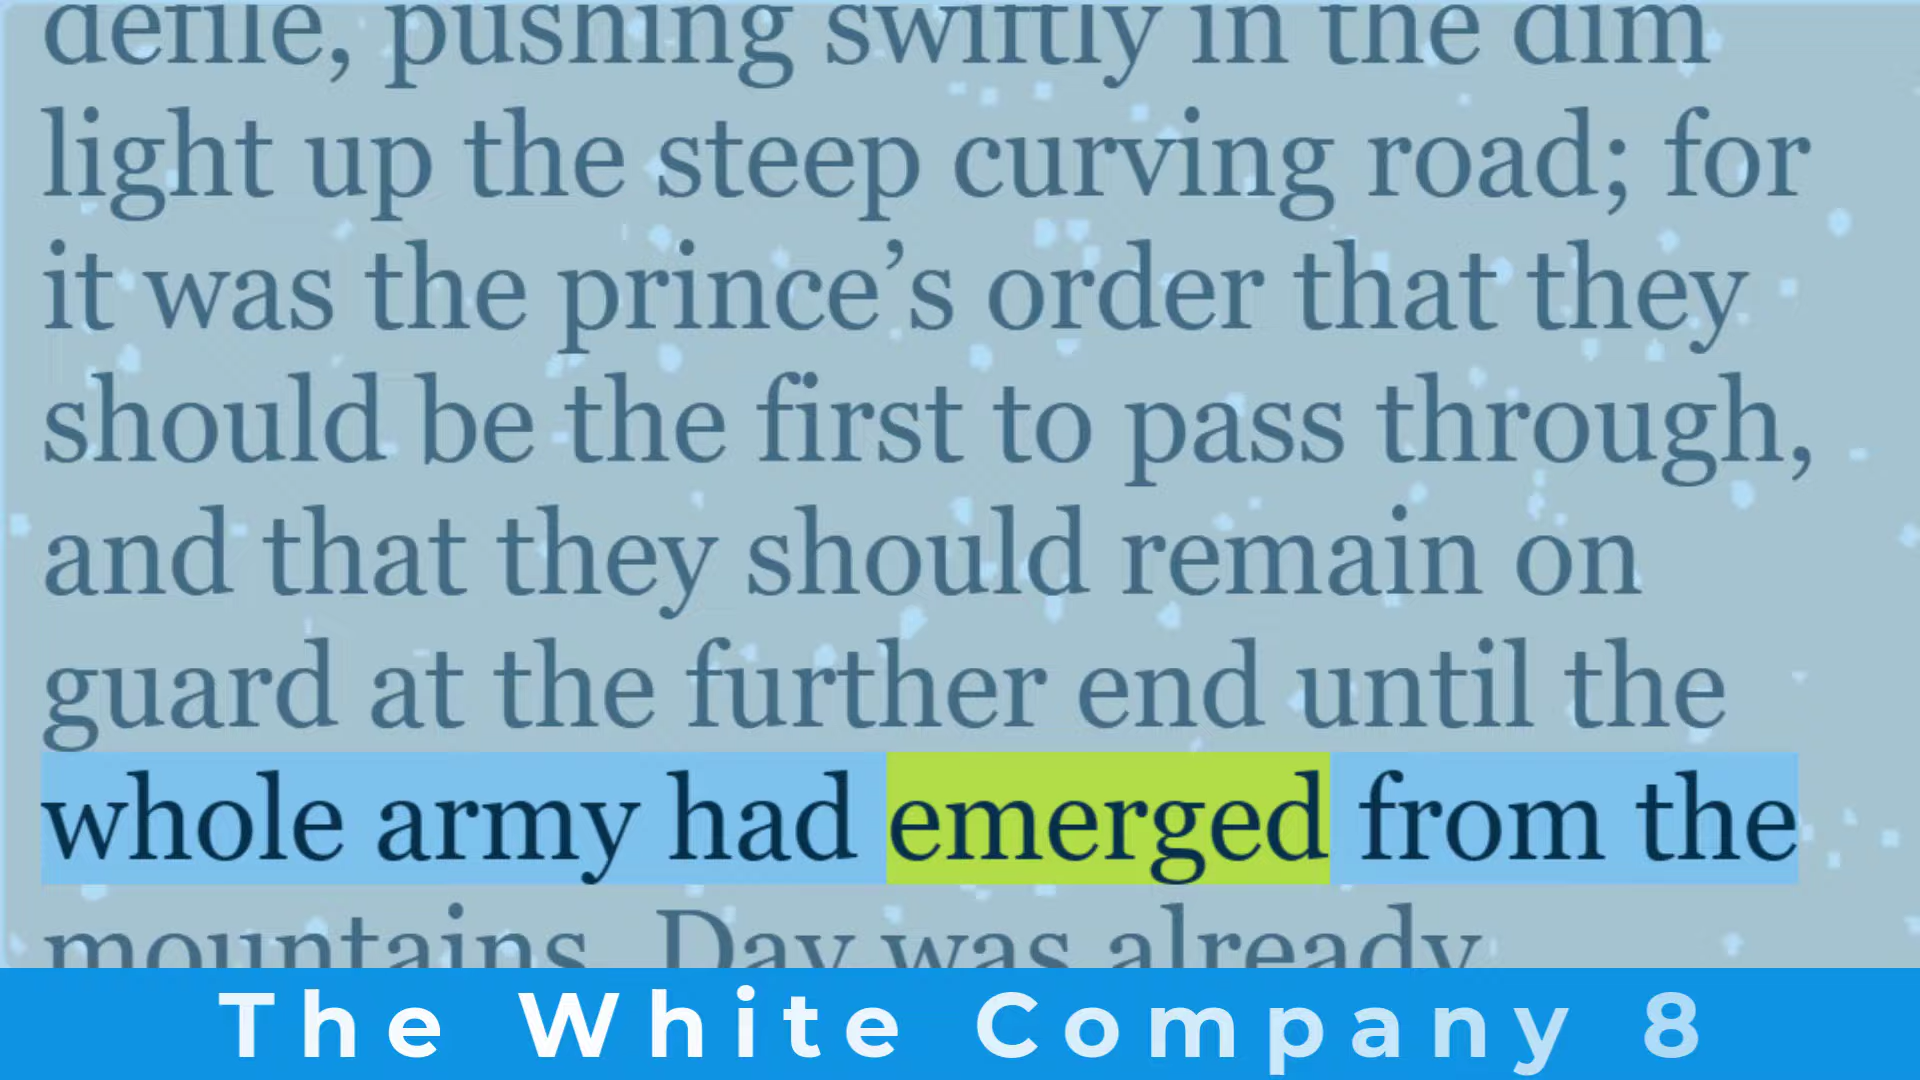 defile, pushing swiftly in the dim
light up the steep curving road; for
it was the prince’s order that they
should be the first to pass through,
and that they should remain on
guard at the further end until the
whole army had emerged from the
mountains. Day was already
The White Company 8